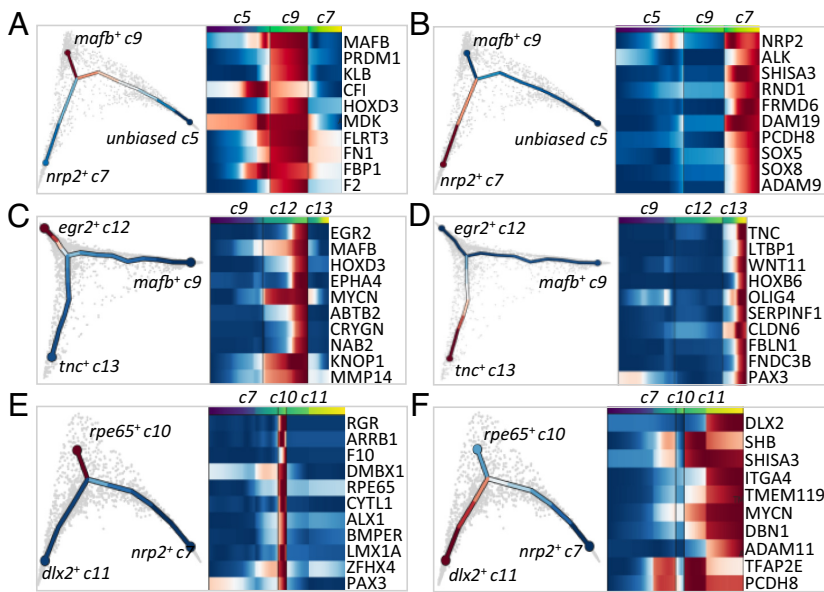 A
mafb+ c9
unbiased c5
nrp2+ c7
c5 c9 c7
MAFB
PRDM1
KLB
CFI
HOXD3
MDK
FLRT3
FN1
FBP1
F2
B
mafb+ c9
unbiased c5
nrp2+ c7
c5 c9 c7
NRP2
ALK
SHISA3
RND1
FRMD6
DAM19
PCDH8
SOX5
SOX8
ADAM9
C
egr2+ c12
mafb+ c9
tnc+ c13
c9 c12 c13
EGR2
MAFB
HOXD3
EPHA4
MYCN
ABTB2
CRYGN
NAB2
KNOP1
MMP14
D
egr2+ c12
mafb+ c9
tnc+ c13
c9 c12 c13
TNC
LTBP1
WNT11
HOXB6
OLIG4
SERPINF1
CLDN6
FBLN1
FNDC3B
PAX3
E
rpe65+ c10
nrp2+ c7
dlx2+ c11
c7 c10 c11
RGR
ARRB1
F10
DMBX1
RPE65
CYTL1
ALX1
BMPER
LMX1A
ZFHX4
PAX3
F
rpe65+ c10
nrp2+ c7
dlx2+ c11
c7 c10 c11
DLX2
SHB
SHISA3
ITGA4
TMEM119
MYCN
DBN1
ADAM11
TFAP2E
PCDH8